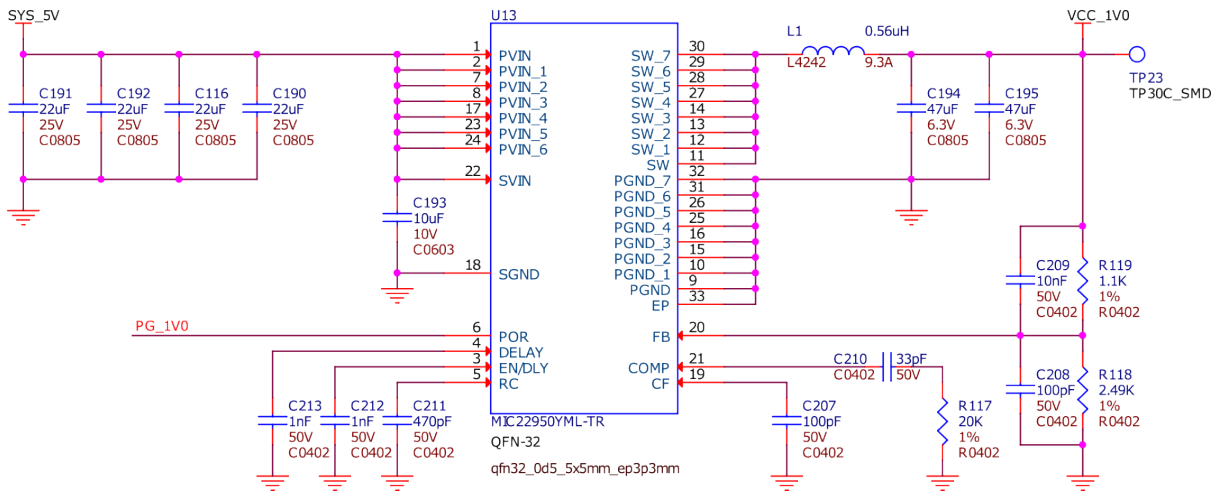 SYS_5V
U13
VCC_1V0
L1
0.56uH
L4242
9.3A
TP23
TP30C_SMD
C191
22uF
25V
C0805
C192
22uF
25V
C0805
C116
22uF
25V
C0805
C190
22uF
25V
C0805
1 PVIN
2 PVIN_1
7 PVIN_2
8 PVIN_3
17 PVIN_4
23 PVIN_5
24 PVIN_6
22 SVIN
18 SGND
6 POR
4 DELAY
3 EN/DLY
5 RC
SW_7 30
SW_6 29
SW_5 28
SW_4 27
SW_3 14
SW_2 13
SW_1 12
SW 11
PGND_7 32
PGND_6 31
PGND_5 26
PGND_4 25
PGND_3 16
PGND_2 15
PGND_1 10
PGND 9
EP 33
FB 20
COMP 21
CF 19
C194
47uF
6.3V
C0805
C195
47uF
6.3V
C0805
C193
10uF
10V
C0603
C209
10nF
50V
C0402
R119
1.1K
1%
R0402
PG_1V0
C210
C0402
33pF
50V
C208
100pF
50V
C0402
R118
2.49K
1%
R0402
C213
1nF
50V
C0402
C212
1nF
50V
C0402
C211
470pF
50V
C0402
C207
100pF
50V
C0402
R117
20K
1%
R0402
MIC22950YML-TR
QFN-32
qfn32_0d5_5x5mm_ep3p3mm